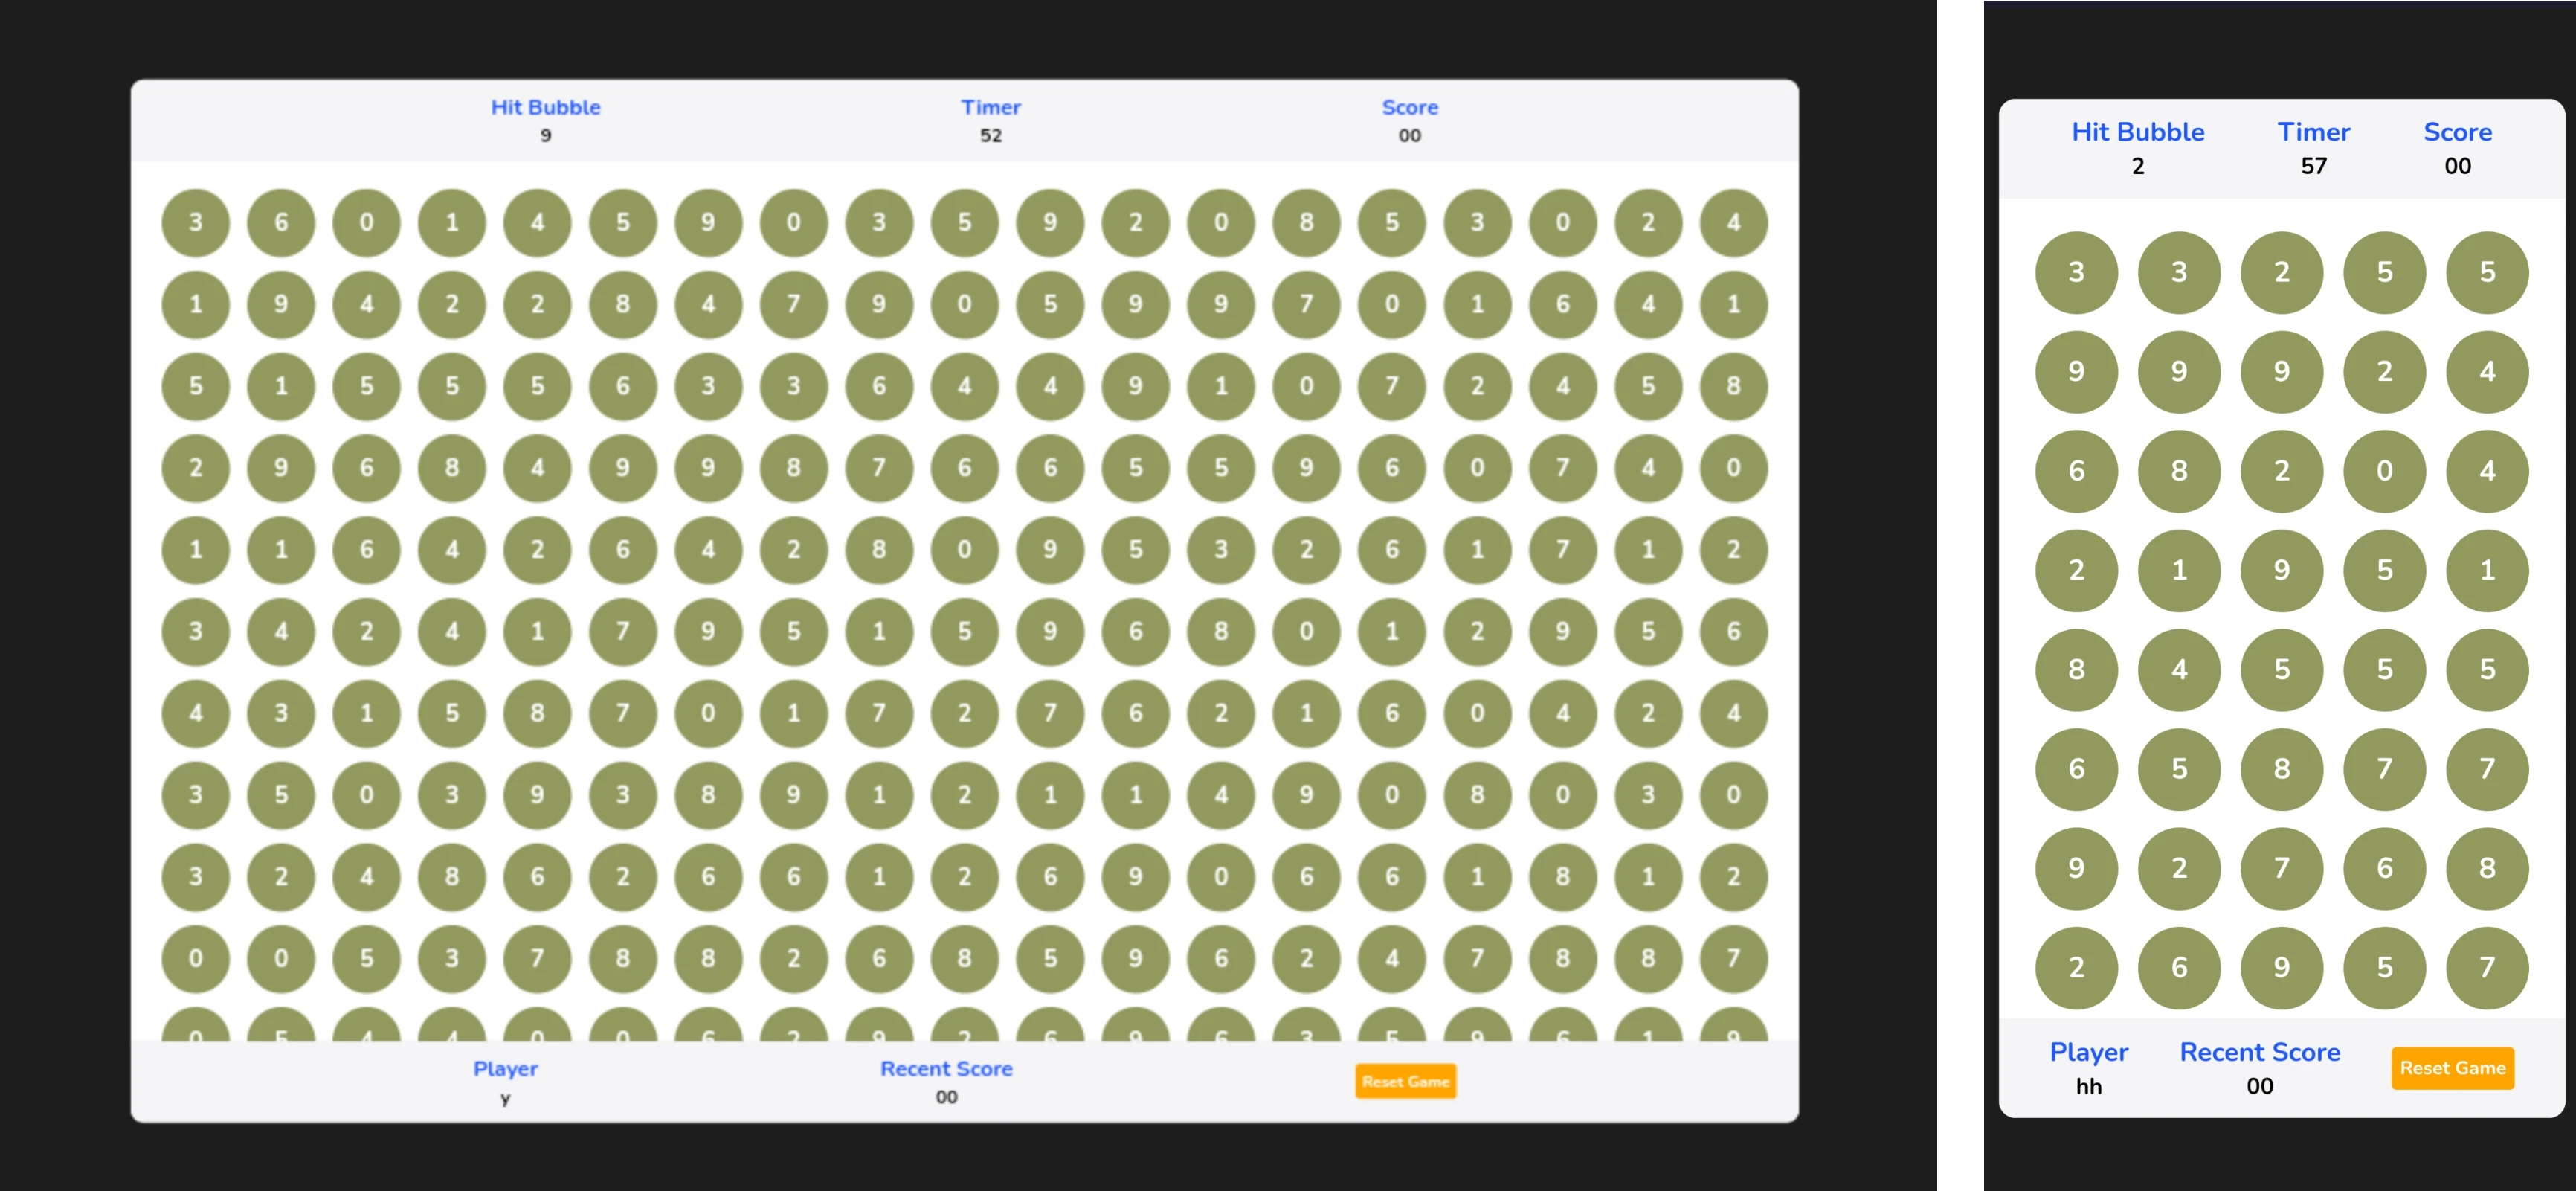 Hit Bubble Timer Score
9 52 00
3 6 0 1 4 5 9 0 3 5 9 2 0 8 5 3 0 2 4
1 9 4 2 2 8 4 7 9 0 5 9 9 7 0 1 6 4 1
5 1 5 5 5 6 3 3 6 4 4 9 1 0 7 2 4 5 8
2 9 6 8 4 9 9 8 7 6 6 5 5 9 6 0 7 4 0
1 1 6 4 2 6 4 2 8 0 9 5 3 2 6 1 7 1 2
3 4 2 4 1 7 9 5 1 5 9 6 8 0 1 2 9 5 6
4 3 1 5 8 7 0 1 7 2 7 6 2 1 6 0 4 2 4
3 5 0 3 9 3 8 9 1 2 1 1 4 9 0 8 0 3 0
3 2 4 8 6 2 6 6 1 2 6 9 0 6 6 1 8 1 2
0 0 5 3 7 8 8 2 6 8 5 9 6 2 4 7 8 8 7
Player Recent Score Reset Game
y 00
Hit Bubble Timer Score
2 57 00
3 3 2 5 5
9 9 9 2 4
6 8 2 0 4
2 1 9 5 1
8 4 5 5 5
6 5 8 7 7
9 2 7 6 8
2 6 9 5 7
Player Recent Score Reset Game
hh 00